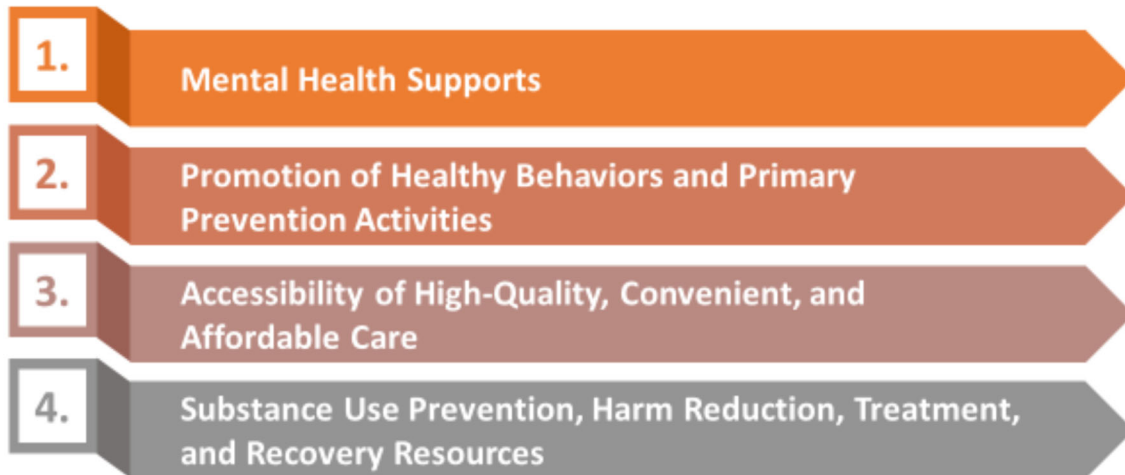 1.
Mental Health Supports
2.
Promotion of Healthy Behaviors and Primary
Prevention Activities
3.
Accessibility of High-Quality, Convenient, and
Affordable Care
4.
Substance Use Prevention, Harm Reduction, Treatment,
and Recovery Resources